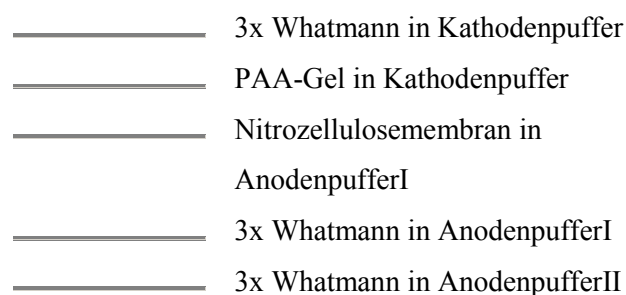 3x Whatmann in Kathodenpuffer
PAA-Gel in Kathodenpuffer
Nitrozellulosemembran in
AnodenpufferI
3x Whatmann in AnodenpufferI
3x Whatmann in AnodenpufferII